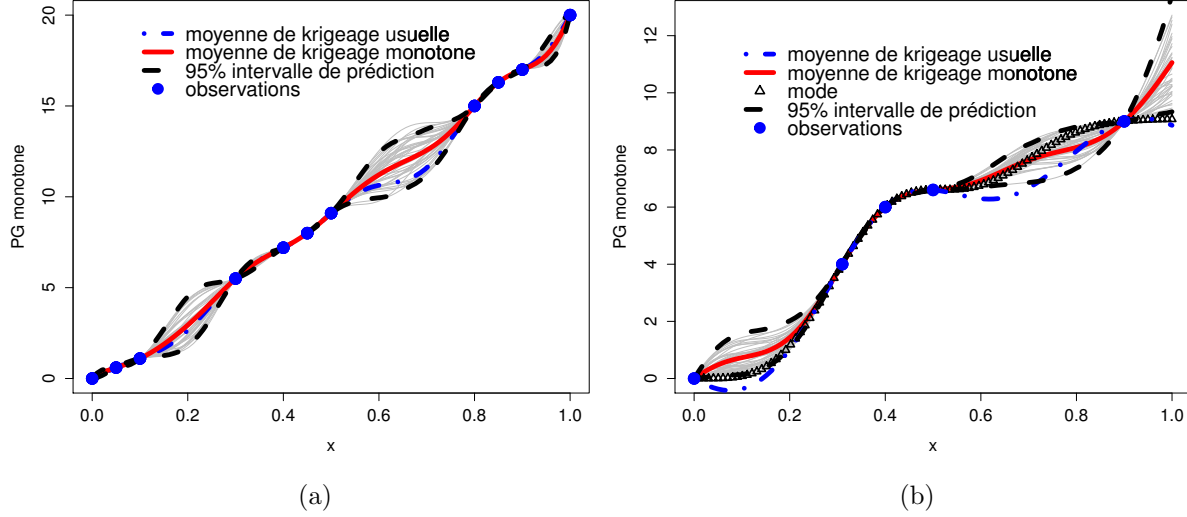 moyenne de krigeage usuelle
moyenne de krigeage monotone
95% intervalle de prédiction
observations
PG monotone
20
15
10
5
0
0.0 0.2 0.4 0.6 0.8 1.0
x
(a)
moyenne de krigeage usuelle
moyenne de krigeage monotone
mode
95% intervalle de prédiction
observations
PG monotone
12
10
8
6
4
2
0
0.0 0.2 0.4 0.6 0.8 1.0
x
(b)